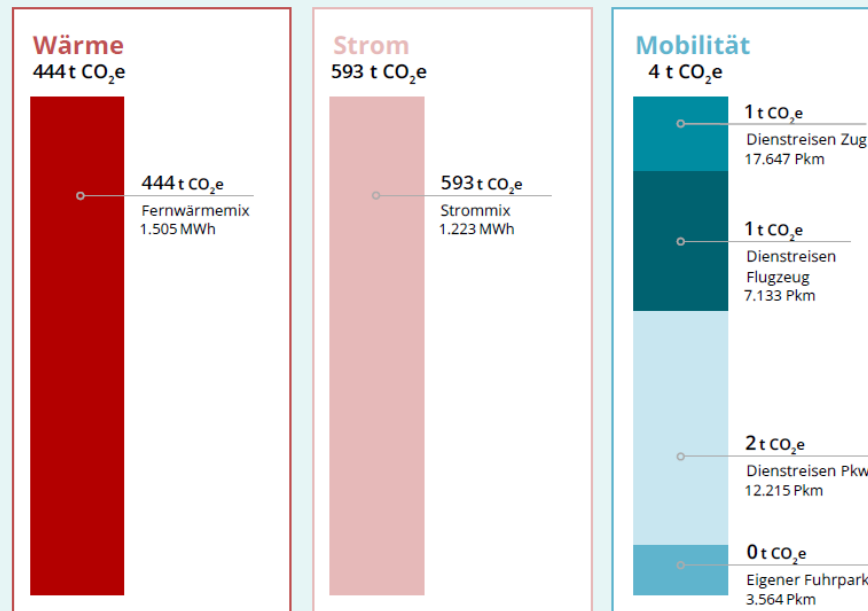 Wärme
444 t CO₂e
444 t CO₂e
Fernwärmemix
1.505 MWh
Strom
593 t CO₂e
593 t CO₂e
Strommix
1.223 MWh
Mobilität
4 t CO₂e
1 t CO₂e
Dienstreisen Zug
17.647 Pkm
1 t CO₂e
Dienstreisen
Flugzeug
7.133 Pkm
2 t CO₂e
Dienstreisen Pkw
12.215 Pkm
0 t CO₂e
Eigener Fuhrpark
3.564 Pkm